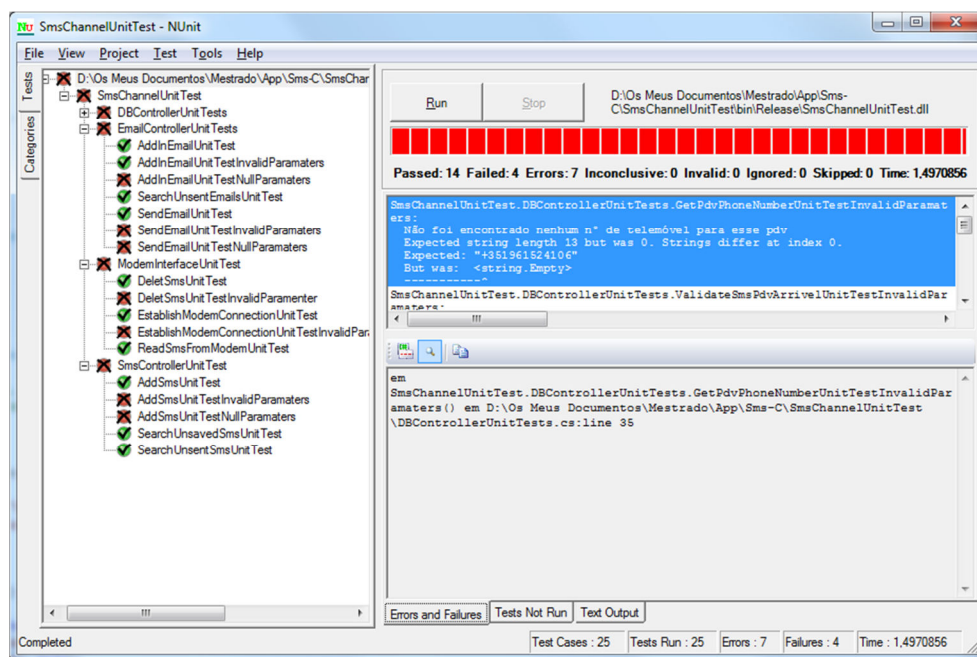 SmsChannelUnitTest - NUnit
File View Project Test Tools Help
Tests
Categories
D:\Os Meus Documentos\Mestrado\App\Sms-C\SmsChar
SmsChannelUnitTest
DBControllerUnitTests
EmailControllerUnitTests
AddInEmailUnitTest
AddInEmailUnitTestInvalidParamaters
AddInEmailUnitTestNullParamaters
SearchUnsentEmailsUnitTest
SendEmailUnitTest
SendEmailUnitTestInvalidParamaters
SendEmailUnitTestNullParamaters
ModemInterfaceUnitTest
DeletSmsUnitTest
DeletSmsUnitTestInvalidParamenter
EstablishModemConnectionUnitTest
EstablishModemConnectionUnitTestInvalidPar
ReadSmsFromModemUnitTest
SmsControllerUnitTest
AddSmsUnitTest
AddSmsUnitTestInvalidParamaters
AddSmsUnitTestNullParamaters
SearchUnsavedSmsUnitTest
SearchUnsentSmsUnitTest
Run
Stop
D:\Os Meus Documentos\Mestrado\App\Sms-
C\SmsChannelUnitTest\bin\Release\SmsChannelUnitTest.dll
Passed: 14 Failed: 4 Errors: 7 Inconclusive: 0 Invalid: 0 Ignored: 0 Skipped: 0 Time: 1,4970856
SmsChannelUnitTest.DBControllerUnitTests.GetPdvPhoneNumberUnitTestInvalidParamat
ers:
Não foi encontrado nenhum nº de telemóvel para esse pdv
Expected string length 13 but was 0. Strings differ at index 0.
Expected: "+351961524106"
But was: <string.Empty>
-----------^
SmsChannelUnitTest.DBControllerUnitTests.ValidateSmsPdvArrivelUnitTestInvalidPar
amaters:
em
SmsChannelUnitTest.DBControllerUnitTests.GetPdvPhoneNumberUnitTestInvalidPar
amaters() em D:\Os Meus Documentos\Mestrado\App\Sms-C\SmsChannelUnitTest
\DBControllerUnitTests.cs:line 35
Errors and Failures Tests Not Run Text Output
Completed Test Cases : 25 Tests Run : 25 Errors : 7 Failures : 4 Time : 1,4970856